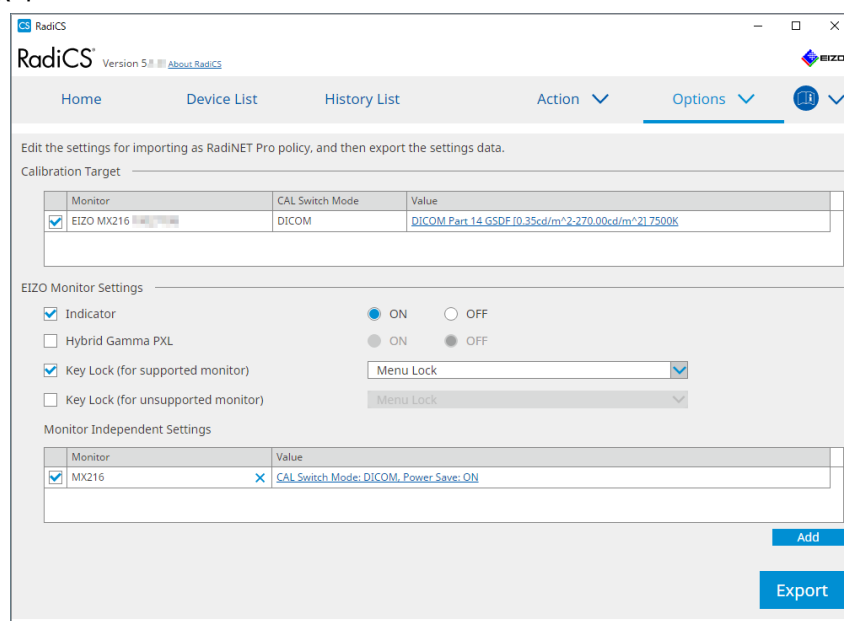 CS RadiCS
RadiCS Version 5 About RadiCS
EIZO
Home Device List History List Action Options
Edit the settings for importing as RadiNET Pro policy, and then export the settings data.
Calibration Target
Monitor CAL Switch Mode Value
EIZO MX216 DICOM DICOM Part 14 GSDF [0.35cd/m^2-270.00cd/m^2] 7500K
EIZO Monitor Settings
Indicator ON OFF
Hybrid Gamma PXL ON OFF
Key Lock (for supported monitor) Menu Lock
Key Lock (for unsupported monitor) Menu Lock
Monitor Independent Settings
Monitor Value
MX216 CAL Switch Mode: DICOM, Power Save: ON
Add
Export